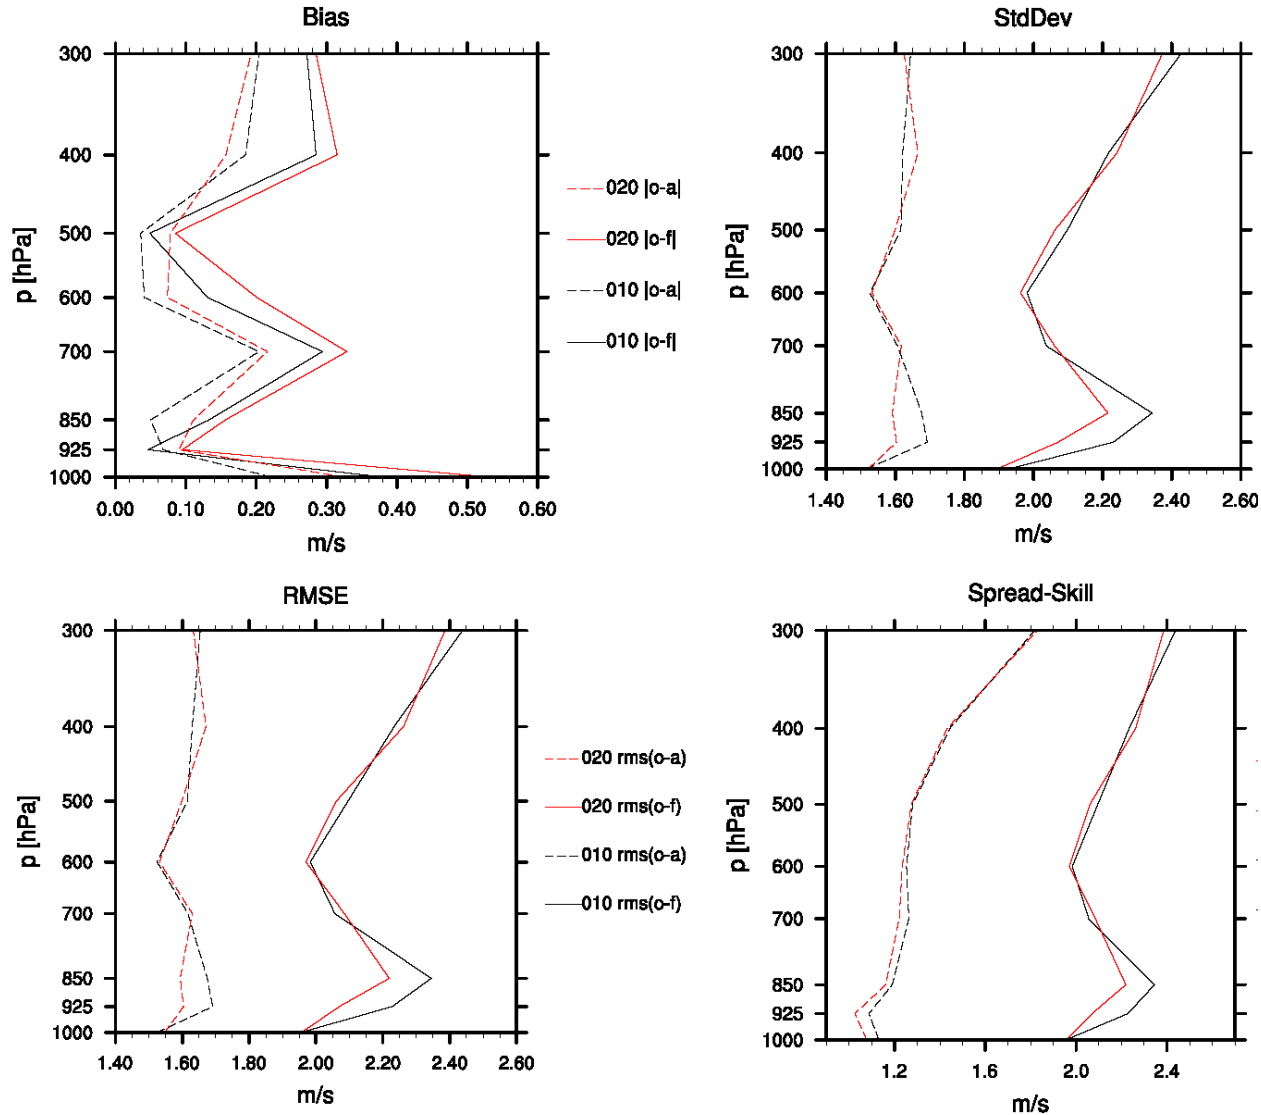 Bias
300
400
500
600
700
850
925
1000
p [hPa]
0.00 0.10 0.20 0.30 0.40 0.50 0.60
m/s
020 |o-a|
020 |o-f|
010 |o-a|
010 |o-f|
StdDev
300
400
500
600
700
850
925
1000
p [hPa]
1.40 1.60 1.80 2.00 2.20 2.40 2.60
m/s
RMSE
300
400
500
600
700
850
925
1000
p [hPa]
1.40 1.60 1.80 2.00 2.20 2.40 2.60
m/s
020 rms(o-a)
020 rms(o-f)
010 rms(o-a)
010 rms(o-f)
Spread-Skill
300
400
500
600
700
850
925
1000
p [hPa]
1.2 1.6 2.0 2.4
m/s